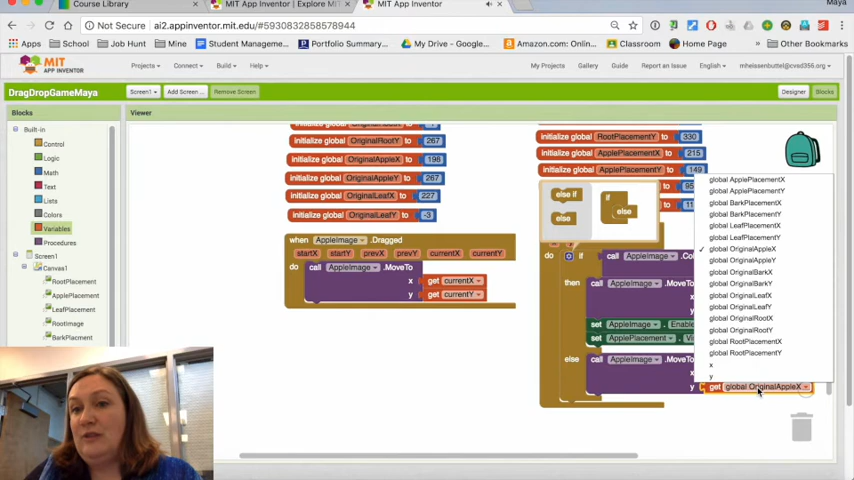 Course Library
MIT App Inventor | Explore M
MIT App Inventor
Maya
Not Secure
ai2.appinventor.mit.edu/#5930832858578944
Apps
School
Job Hunt
Mine
Student Management...
Portfolio Summary...
My Drive - Google...
Amazon.com: Onlin...
Classroom
Home Page
Other Bookmarks
MIT
APP INVENTOR
Projects
Connect
Build
Help
My Projects
Gallery
Guide
Report an Issue
English
mheissenbuttel@cvsd356.org
DragDropGameMaya
Screen1
Add Screen ...
Remove Screen
Designer
Blocks
Blocks
Viewer
Built-in
Control
Logic
Math
Text
Lists
Colors
Variables
Procedures
Screen1
Canvas1
RootPlacement
ApplePlacement
LeafPlacement
RootImage
BarkPlacment
initialize global OriginalRootY to 267
initialize global OriginalAppleX to 198
initialize global OriginalAppleY to 267
initialize global OriginalLeafX to 227
initialize global OriginalLeafY to -3
when AppleImage .Dragged
startX startY prevX prevY currentX currentY
do call AppleImage .MoveTo
x get currentX
y get currentY
initialize global RootPlacementY to 330
initialize global ApplePlacementX to 215
initialize global ApplePlacementY to 149
95
else if
else
if
else
do if call AppleImage .Col
then call AppleImage .MoveTo
x
y
set AppleImage . Enable
set ApplePlacement . Vi
else call AppleImage .MoveTo
x
y get global OriginalAppleX
global ApplePlacementX
global ApplePlacementY
global BarkPlacementX
global BarkPlacementY
global LeafPlacementX
global LeafPlacementY
global OriginalAppleX
global OriginalAppleY
global OriginalBarkX
global OriginalBarkY
global OriginalLeafX
global OriginalLeafY
global OriginalRootX
global OriginalRootY
global RootPlacementX
global RootPlacementY
x
y